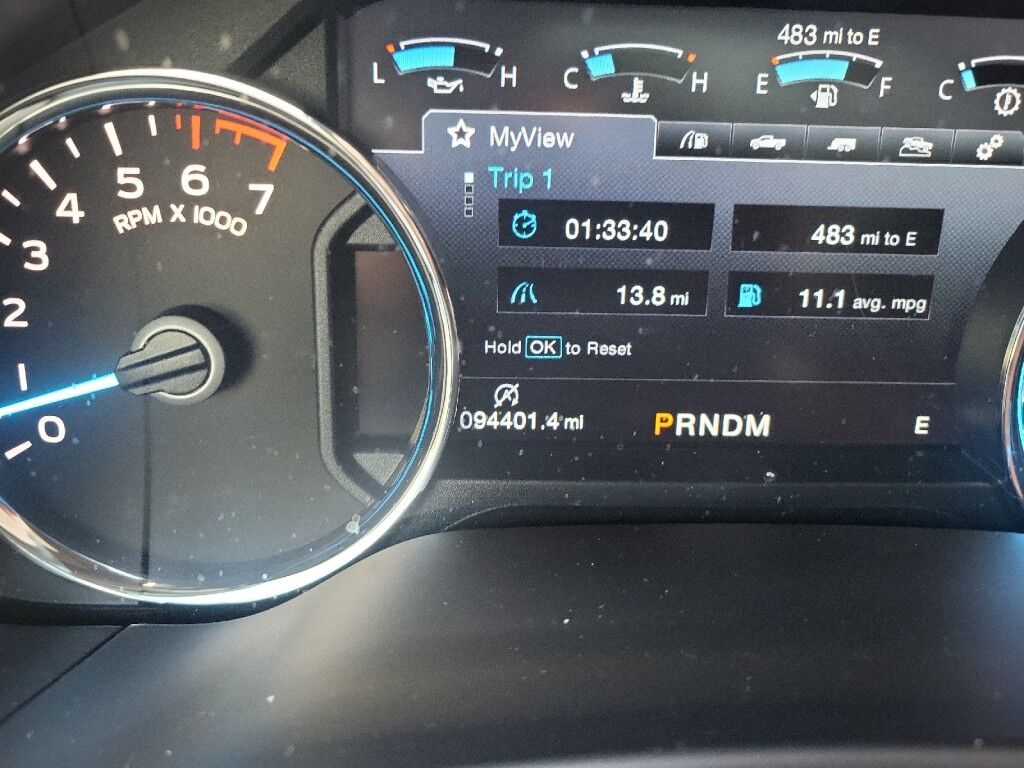 483 mi to E
L H
C H
E F
C
MyView
5 6 7
4
3
2
1
0
RPM X 1000
Trip 1
01:33:40
483 mi to E
13.8 mi
11.1 avg. mpg
Hold OK to Reset
A
094401.4 mi
PRNDM
E